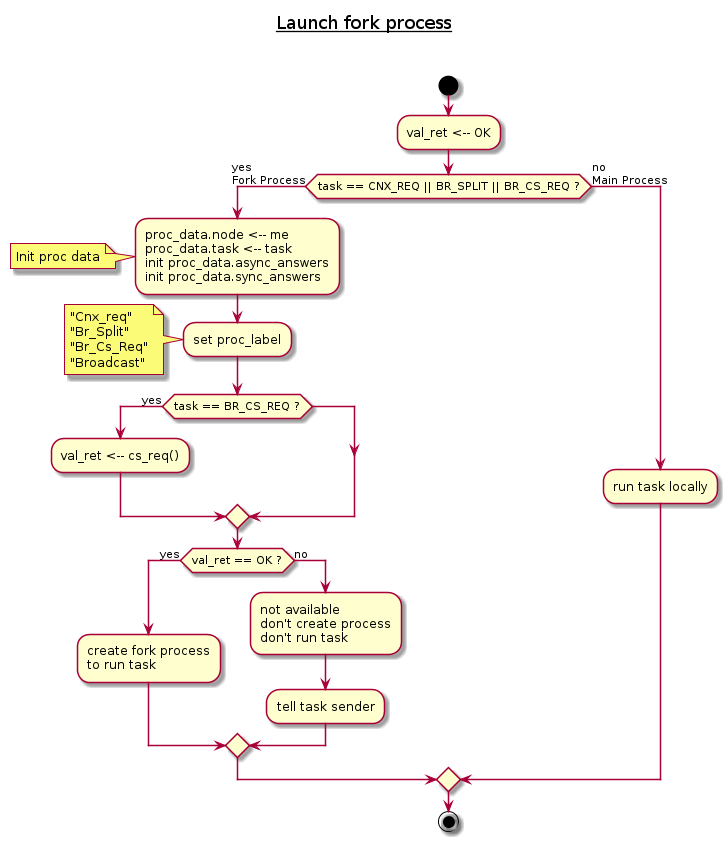 Launch fork process
val_ret <-- OK
yes
Fork Process
task == CNX_REQ || BR_SPLIT || BR_CS_REQ ?
no
Main Process
Init proc data
proc_data.node <-- me
proc_data.task <-- task
init proc_data.async_answers
init proc_data.sync_answers
"Cnx_req"
"Br_Split"
"Br_Cs_Req"
"Broadcast"
set proc_label
yes
task == BR_CS_REQ ?
val_ret <-- cs_req()
run task locally
yes
val_ret == OK ?
no
not available
don't create process
don't run task
create fork process
to run task
tell task sender